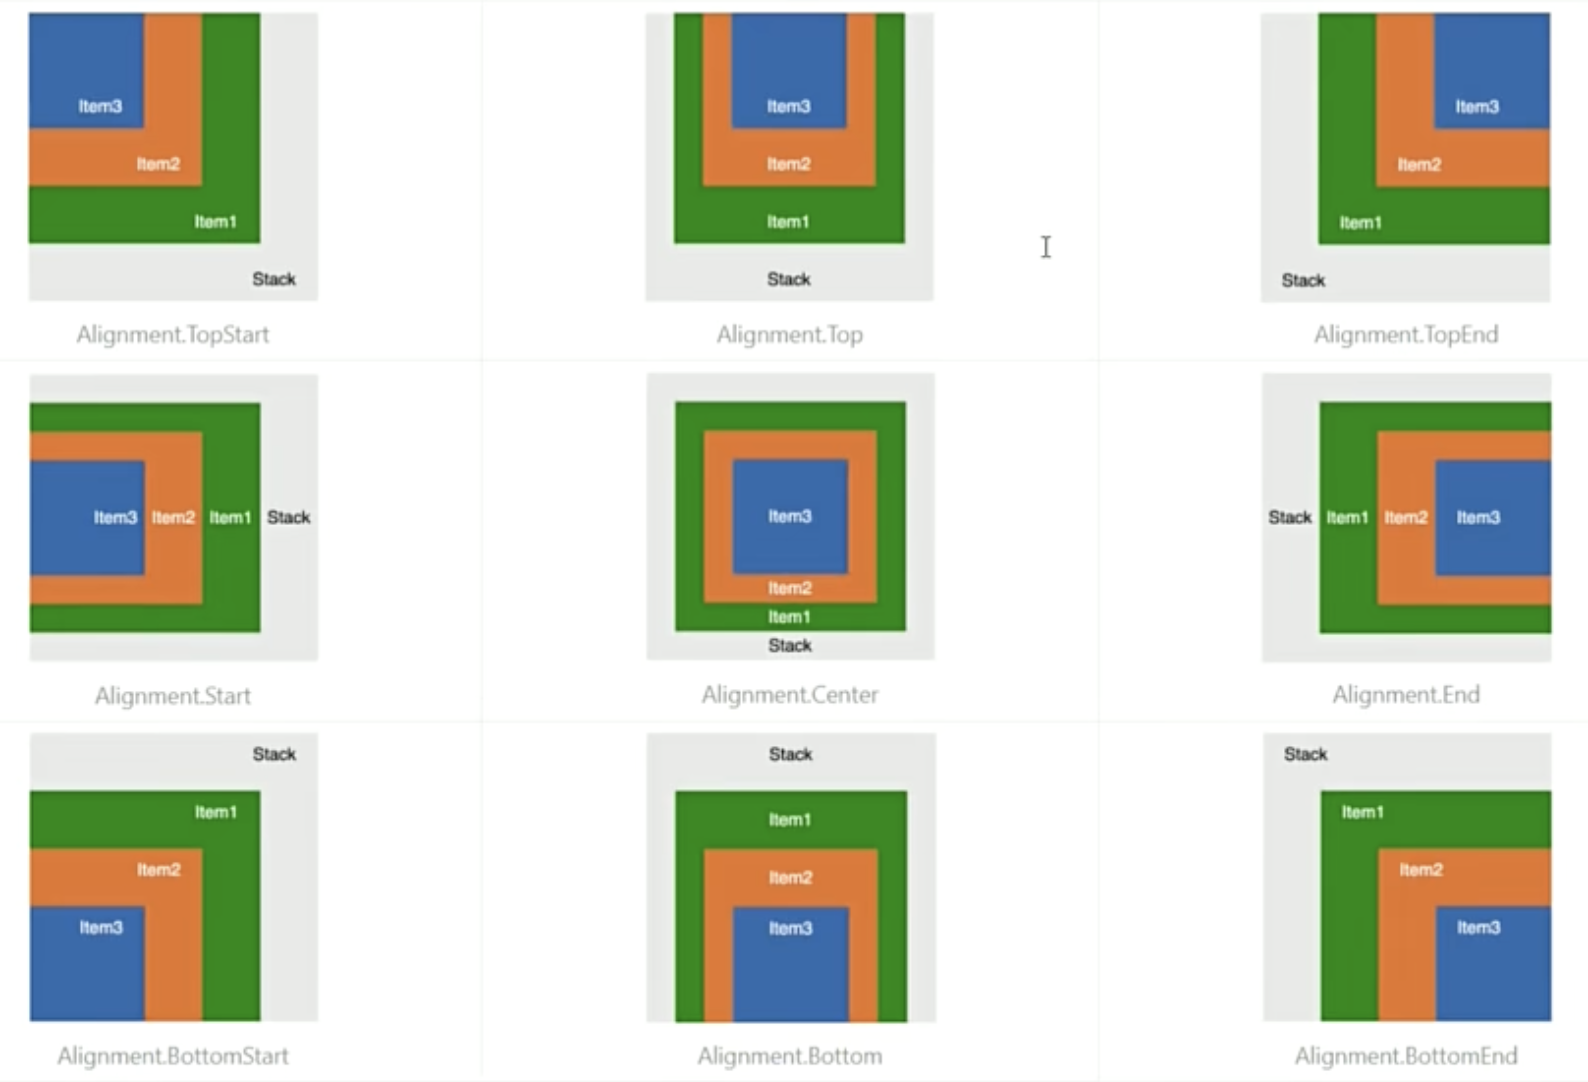 Item3
Item2
Item1
Stack
Alignment.TopStart
Item3
Item2
Item1
Stack
Alignment.Top
Item3
Item2
Item1
Stack
Alignment.TopEnd
Item3 Item2 Item1 Stack
Alignment.Start
Item3
Item2
Item1
Stack
Alignment.Center
Stack Item1 Item2 Item3
Alignment.End
Stack
Item1
Item2
Item3
Alignment.BottomStart
Stack
Item1
Item2
Item3
Alignment.Bottom
Stack
Item1
Item2
Item3
Alignment.BottomEnd